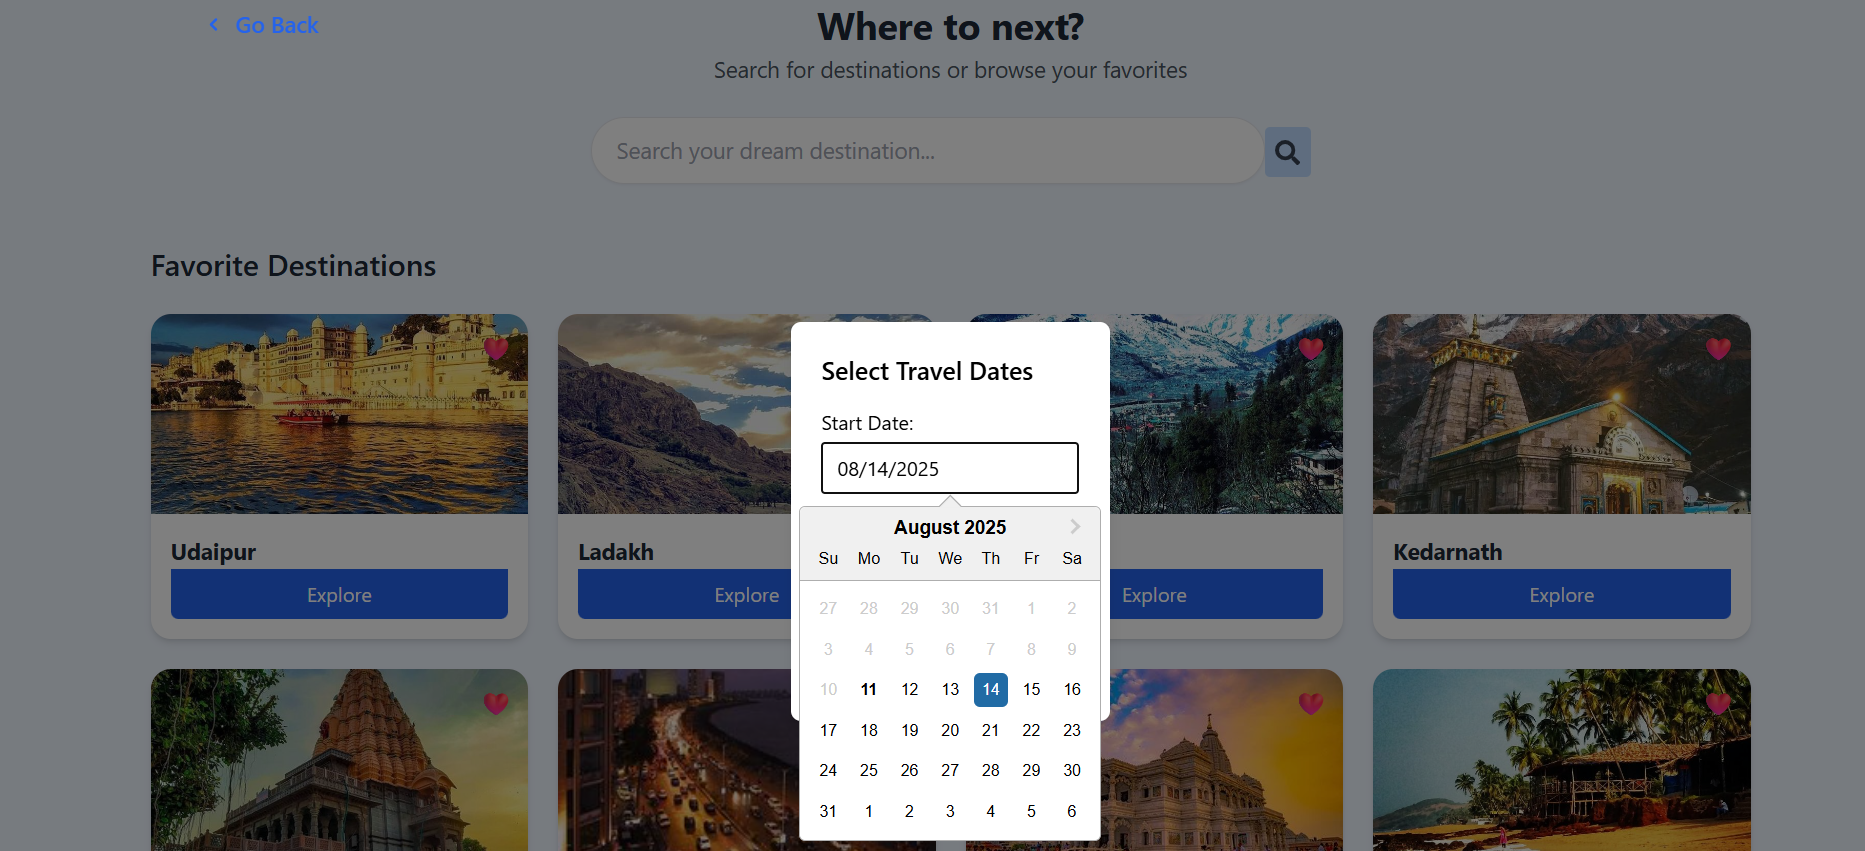 Go Back
Where to next?
Search for destinations or browse your favorites
Search your dream destination...
Favorite Destinations
Udaipur
Explore
Ladakh
Explore
Explore
Kedarnath
Explore
Select Travel Dates
Start Date:
08/14/2025
August 2025
Su Mo Tu We Th Fr Sa
27 28 29 30 31 1 2
3 4 5 6 7 8 9
10 11 12 13 14 15 16
17 18 19 20 21 22 23
24 25 26 27 28 29 30
31 1 2 3 4 5 6